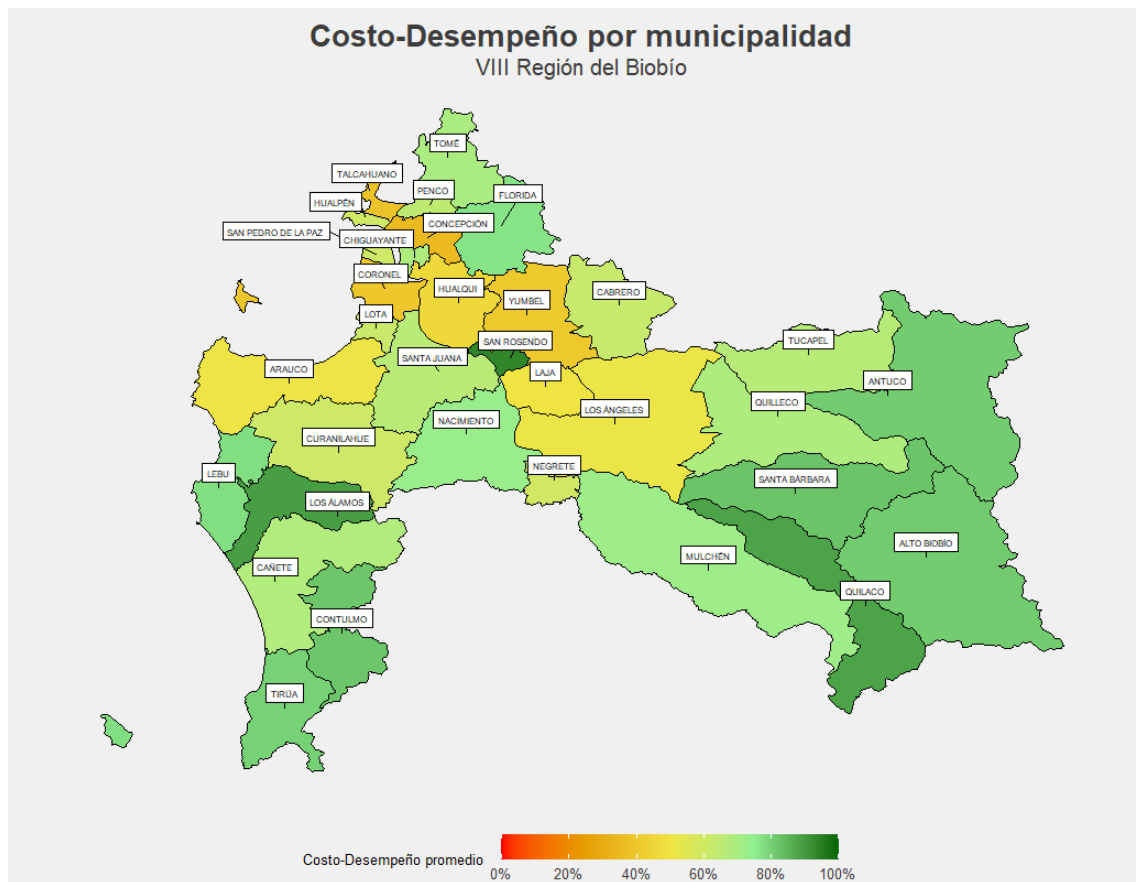 Costo-Desempeño por municipalidad
VIII Región del Biobío
TOMÉ
TALCAHUANO
PENCO
FLORIDA
HUALPÉN
CONCEPCIÓN
SAN PEDRO DE LA PAZ
CHIGUAYANTE
CORONEL
HUALQUI
CABRERO
YUMBEL
LOTA
SAN ROSENDO
TUCAPEL
SANTA JUANA
ARAUCO
LAJA
ANTUCO
QUILLECO
LOS ÁNGELES
NACIMIENTO
CURANILAHUE
NEGRETE
LEBU
SANTA BÁRBARA
LOS ÁLAMOS
ALTO BIOBÍO
MULCHÉN
CAÑETE
QUILACO
CONTULMO
TIRÚA
Costo-Desempeño promedio
0% 20% 40% 60% 80% 100%